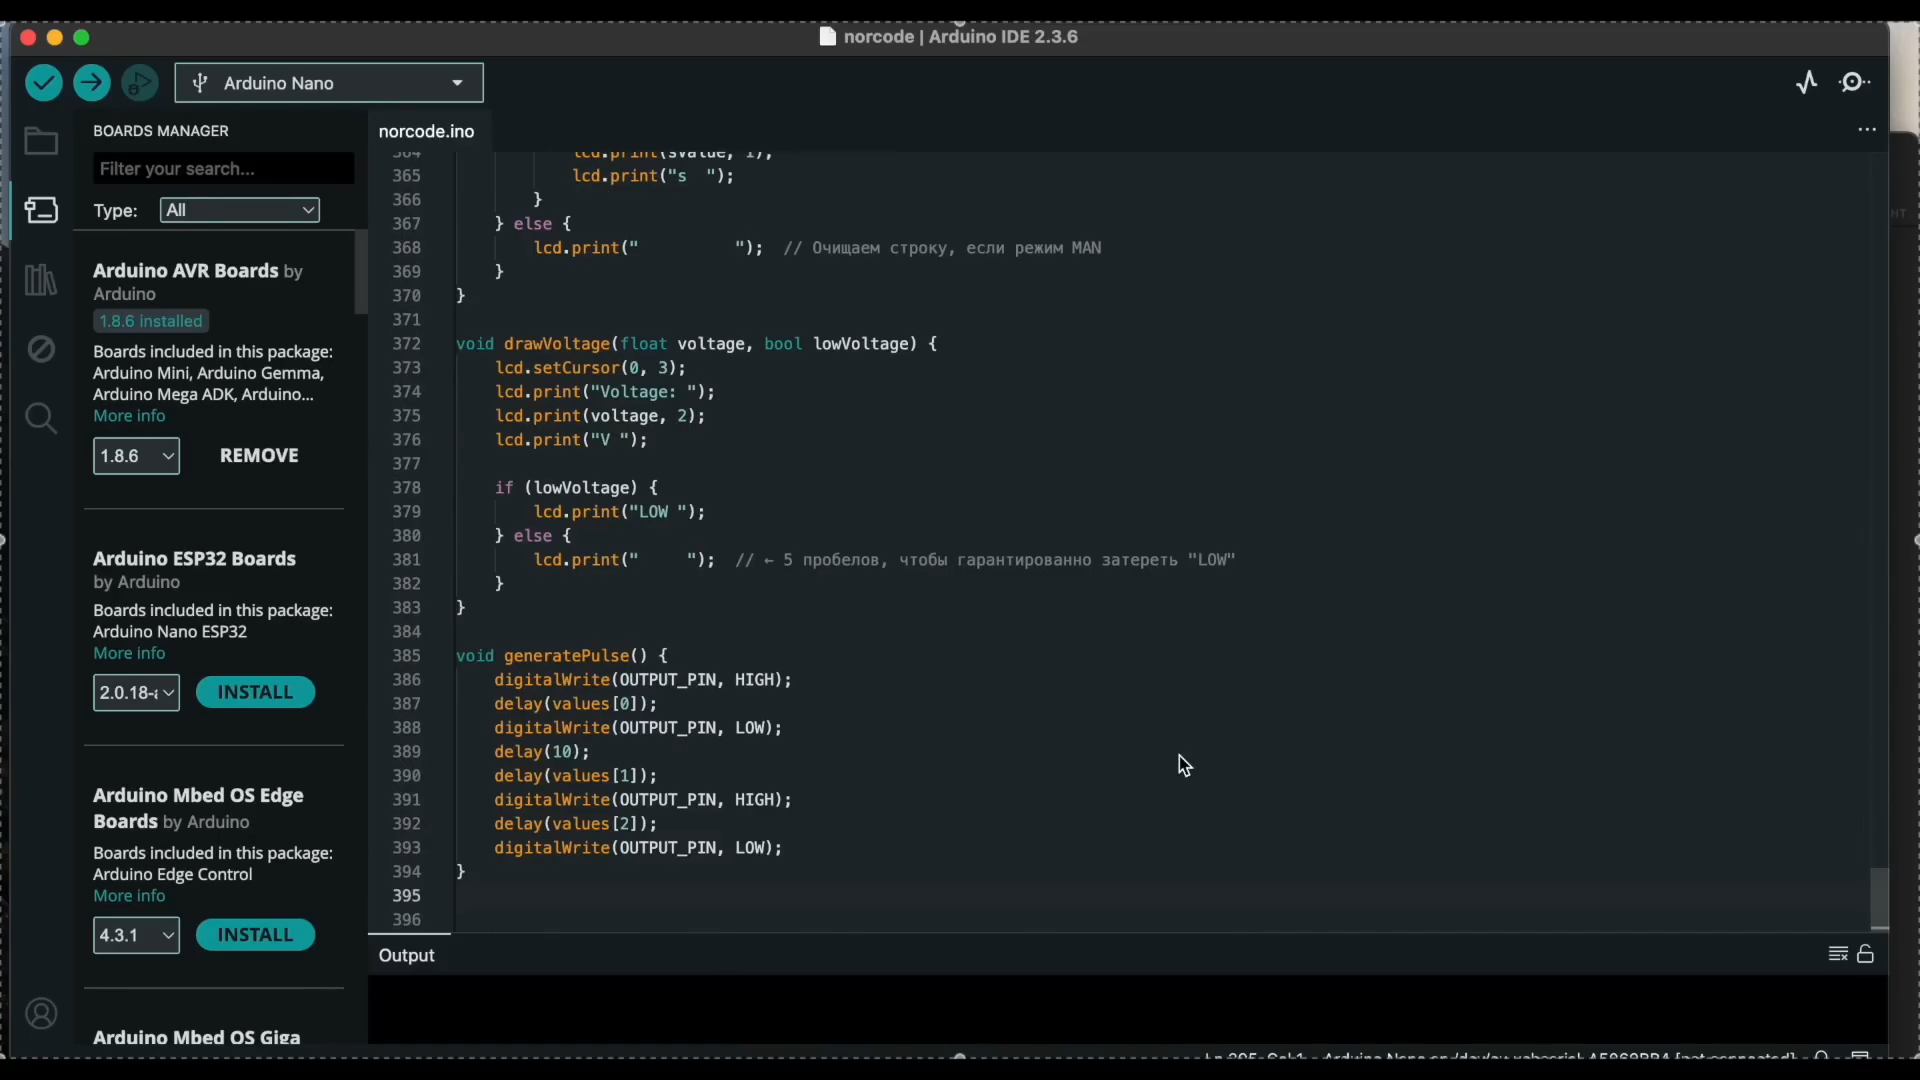 norcode | Arduino IDE 2.3.6
Arduino Nano
BOARDS MANAGER
Filter your search...
Type: All
Arduino AVR Boards by
Arduino
1.8.6 installed
Boards included in this package:
Arduino Mini, Arduino Gemma,
Arduino Mega ADK, Arduino...
More info
1.8.6 REMOVE
Arduino ESP32 Boards
by Arduino
Boards included in this package:
Arduino Nano ESP32
More info
INSTALL
Arduino Mbed OS Edge
Boards by Arduino
Boards included in this package:
Arduino Edge Control
More info
4.3.1 INSTALL
Arduino Mbed OS Giga
norcode.ino
364 lcd.print(sValue, 1);
365 lcd.print("s  ");
366 }
367 } else {
368 lcd.print("          ");  // Очищаем строку, если режим MAN
369 }
370 }
371
372 void drawVoltage(float voltage, bool lowVoltage) {
373 lcd.setCursor(0, 3);
374 lcd.print("Voltage: ");
375 lcd.print(voltage, 2);
376 lcd.print("V ");
377
378 if (lowVoltage) {
379 lcd.print("LOW ");
380 } else {
381 lcd.print("     ");  // ← 5 пробелов, чтобы гарантированно затереть "LOW"
382 }
383 }
384
385 void generatePulse() {
386 digitalWrite(OUTPUT_PIN, HIGH);
387 delay(values[0]);
388 digitalWrite(OUTPUT_PIN, LOW);
389 delay(10);
390 delay(values[1]);
391 digitalWrite(OUTPUT_PIN, HIGH);
392 delay(values[2]);
393 digitalWrite(OUTPUT_PIN, LOW);
394 }
395
396
Output